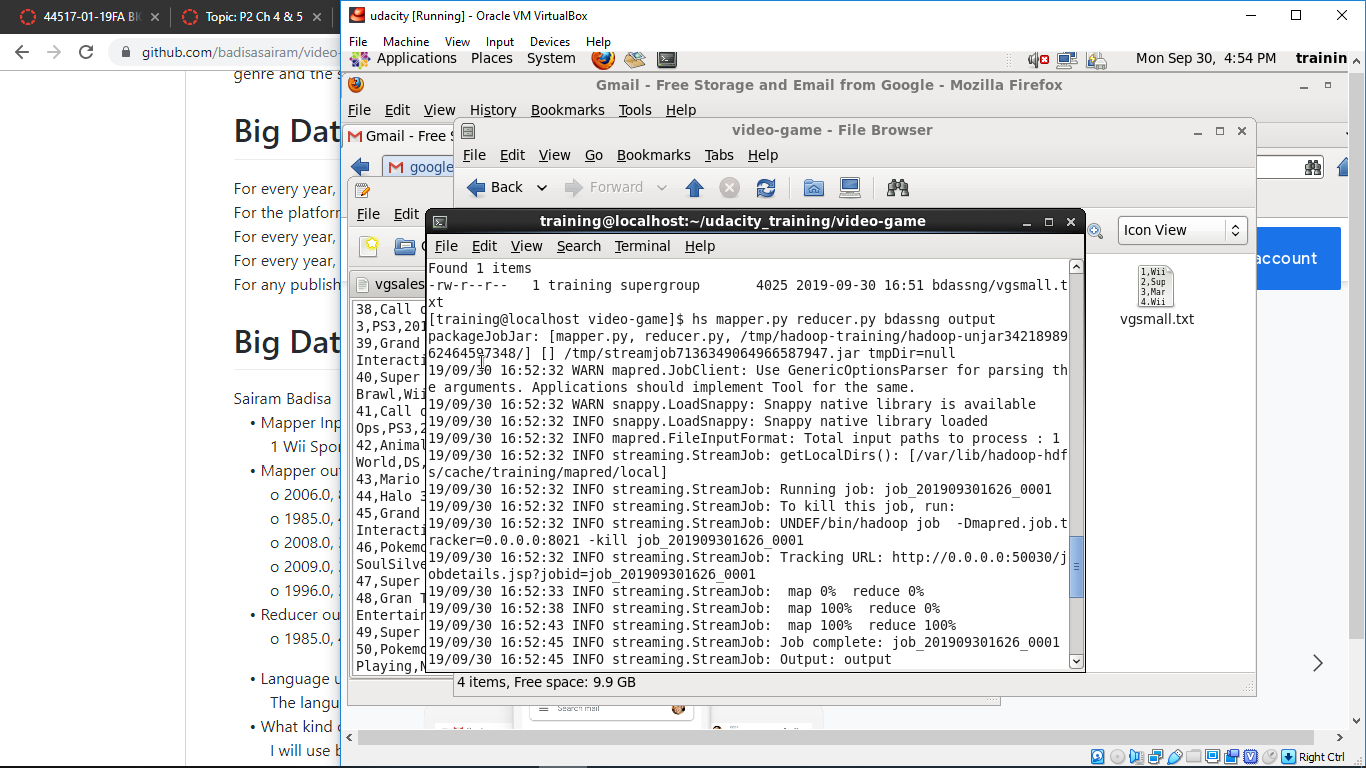 44517-01-19FA BI
Topic: P2 Ch 4 & 5
github.com/badisasairam/video-
genre and the s
Big Dat
For every year,
For the platform
For every year,
For every year,
For any publish
Big Dat
Sairam Badisa
• Mapper Inp
1 Wii Spor
• Mapper out
o 2006.0, 8
o 1985.0, 4
o 2008.0, 
o 2009.0, 
o 1996.0, 
• Reducer ou
o 1985.0, 4
• Language u
The langu
• What kind o
I will use b
udacity [Running] - Oracle VM VirtualBox
File Machine View Input Devices Help
Applications Places System
Mon Sep 30, 4:54 PM trainin
Gmail - Free Storage and Email from Google - Mozilla Firefox
File Edit View History Bookmarks Tools Help
Gmail - Free S
google
video-game - File Browser
File Edit View Go Bookmarks Tabs Help
Back Forward
Icon View
account
1,Wii
2,Sup
3,Mar
4.Wii
vgsmall.txt
File Edit
vgsales
38,Call o
3,PS3,201
39,Grand
Interacti
40,Super
Brawl,Wii
41,Call o
Ops,PS3,2
42,Animal
World,DS,
43,Mario
44,Halo 3
45,Grand
Interacti
46,Pokemo
SoulSilve
47,Super
48,Gran T
Entertain
49,Super
50,Pokemo
Playing,N
training@localhost:~/udacity_training/video-game
File Edit View Search Terminal Help
Found 1 items
-rw-r--r--   1 training supergroup       4025 2019-09-30 16:51 bdassng/vgsmall.t
xt
[training@localhost video-game]$ hs mapper.py reducer.py bdassng output
packageJobJar: [mapper.py, reducer.py, /tmp/hadoop-training/hadoop-unjar34218989
62464597348/] [] /tmp/streamjob7136349064966587947.jar tmpDir=null
19/09/30 16:52:32 WARN mapred.JobClient: Use GenericOptionsParser for parsing th
e arguments. Applications should implement Tool for the same.
19/09/30 16:52:32 WARN snappy.LoadSnappy: Snappy native library is available
19/09/30 16:52:32 INFO snappy.LoadSnappy: Snappy native library loaded
19/09/30 16:52:32 INFO mapred.FileInputFormat: Total input paths to process : 1
19/09/30 16:52:32 INFO streaming.StreamJob: getLocalDirs(): [/var/lib/hadoop-hdf
s/cache/training/mapred/local]
19/09/30 16:52:32 INFO streaming.StreamJob: Running job: job_201909301626_0001
19/09/30 16:52:32 INFO streaming.StreamJob: To kill this job, run:
19/09/30 16:52:32 INFO streaming.StreamJob: UNDEF/bin/hadoop job  -Dmapred.job.t
racker=0.0.0.0:8021 -kill job_201909301626_0001
19/09/30 16:52:32 INFO streaming.StreamJob: Tracking URL: http://0.0.0.0:50030/j
obdetails.jsp?jobid=job_201909301626_0001
19/09/30 16:52:33 INFO streaming.StreamJob:  map 0%  reduce 0%
19/09/30 16:52:38 INFO streaming.StreamJob:  map 100%  reduce 0%
19/09/30 16:52:43 INFO streaming.StreamJob:  map 100%  reduce 100%
19/09/30 16:52:45 INFO streaming.StreamJob: Job complete: job_201909301626_0001
19/09/30 16:52:45 INFO streaming.StreamJob: Output: output
4 items, Free space: 9.9 GB
Search mail
Right Ctrl